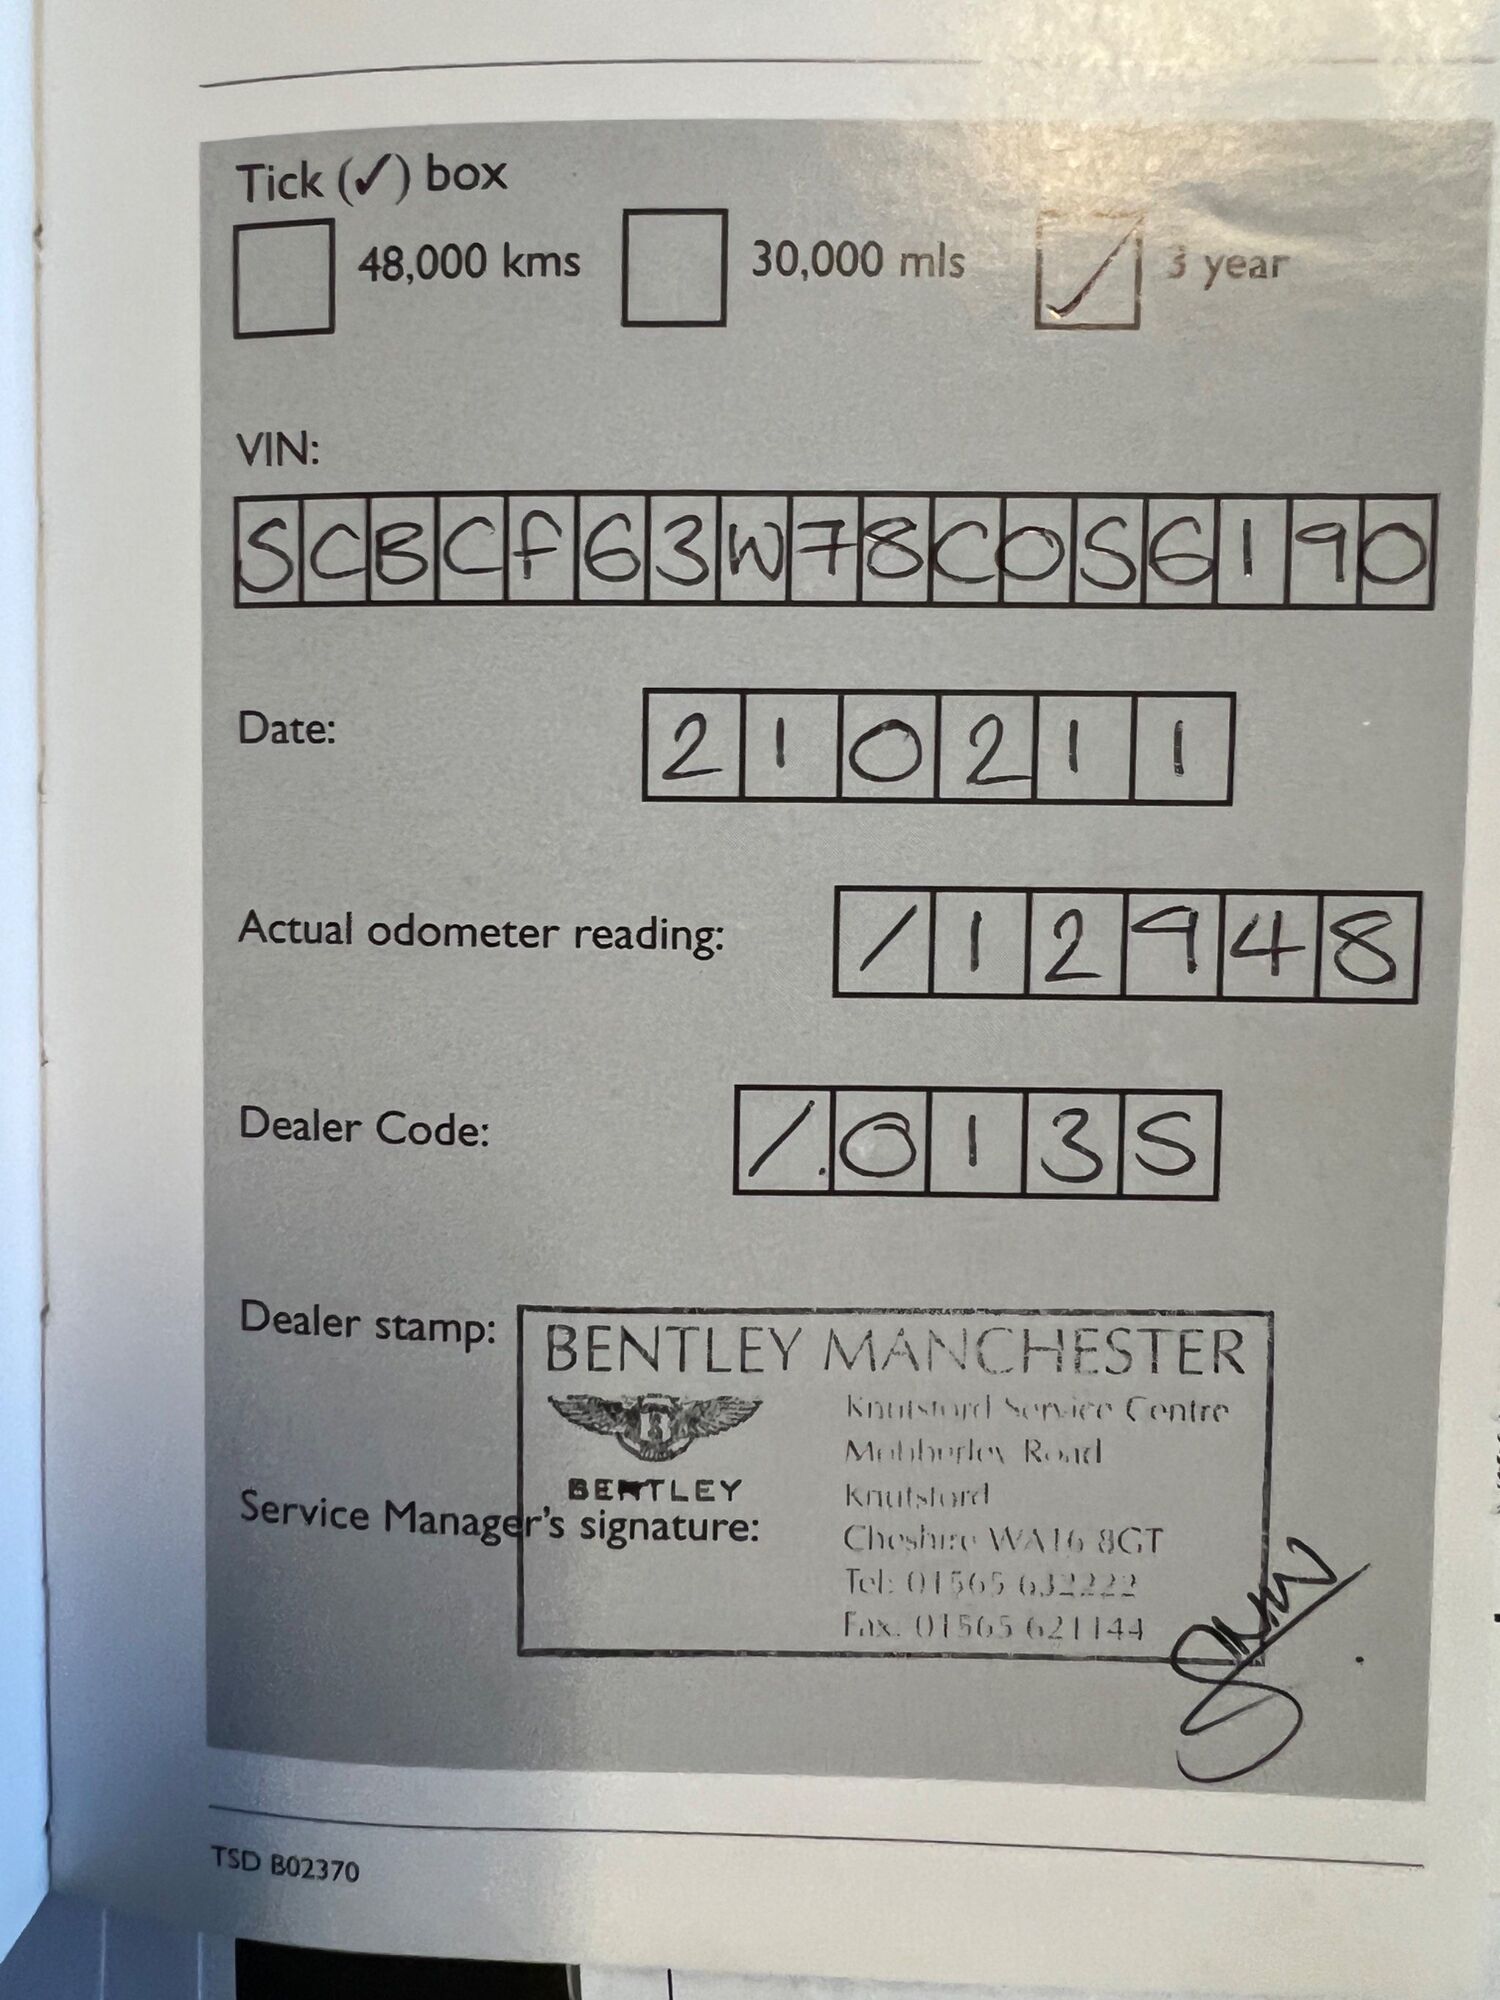 Tick (✓) box
48,000 kms 30,000 mls ✓ 3 year
VIN:
SCBCF63W78C056190
Date: 210211
Actual odometer reading: /12948
Dealer Code: /.0135
Dealer stamp:
BENTLEY MANCHESTER
Knutsford Service Centre
Mobberley Road
BENTLEY
Knutsford
Service Manager's signature:
Cheshire WA16 8GT
Tel: 01565 632222
Fax: 01565 621144
TSD B02370